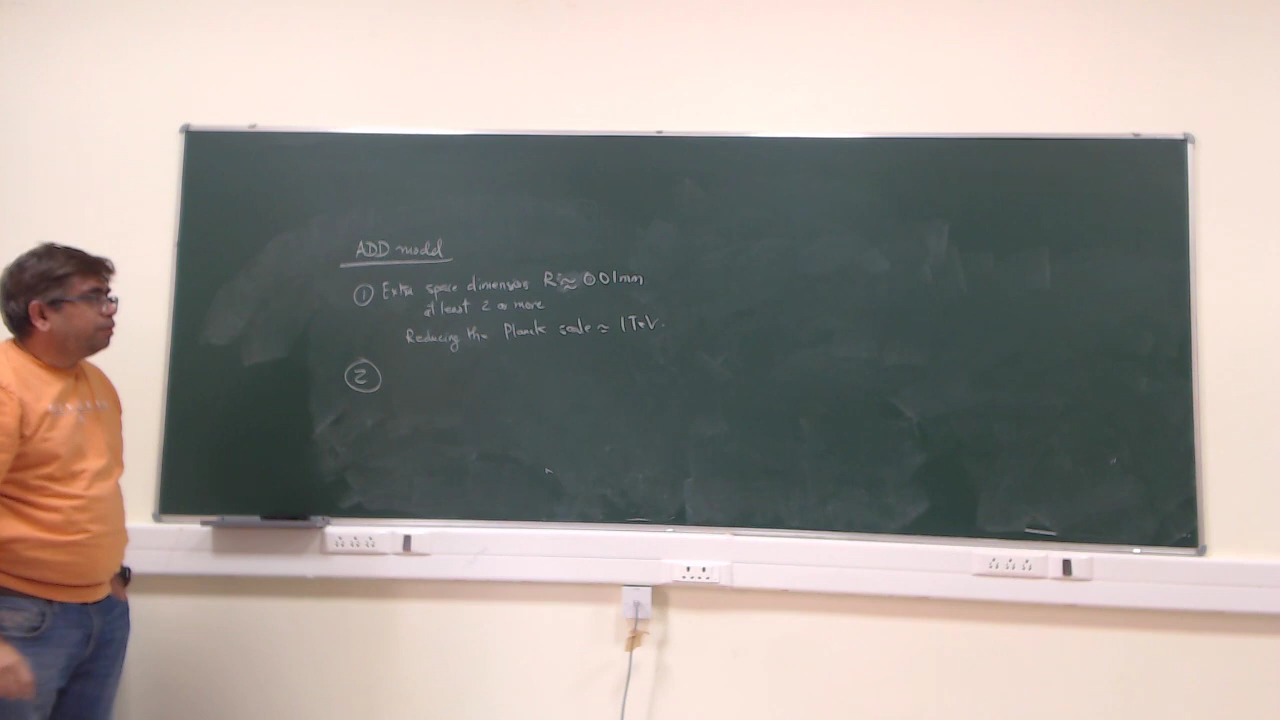 ADD model
① Extra space dimensions R ≈ 0.01mm
at least 2 or more
Reducing the Planck scale ≈ 1TeV.
②